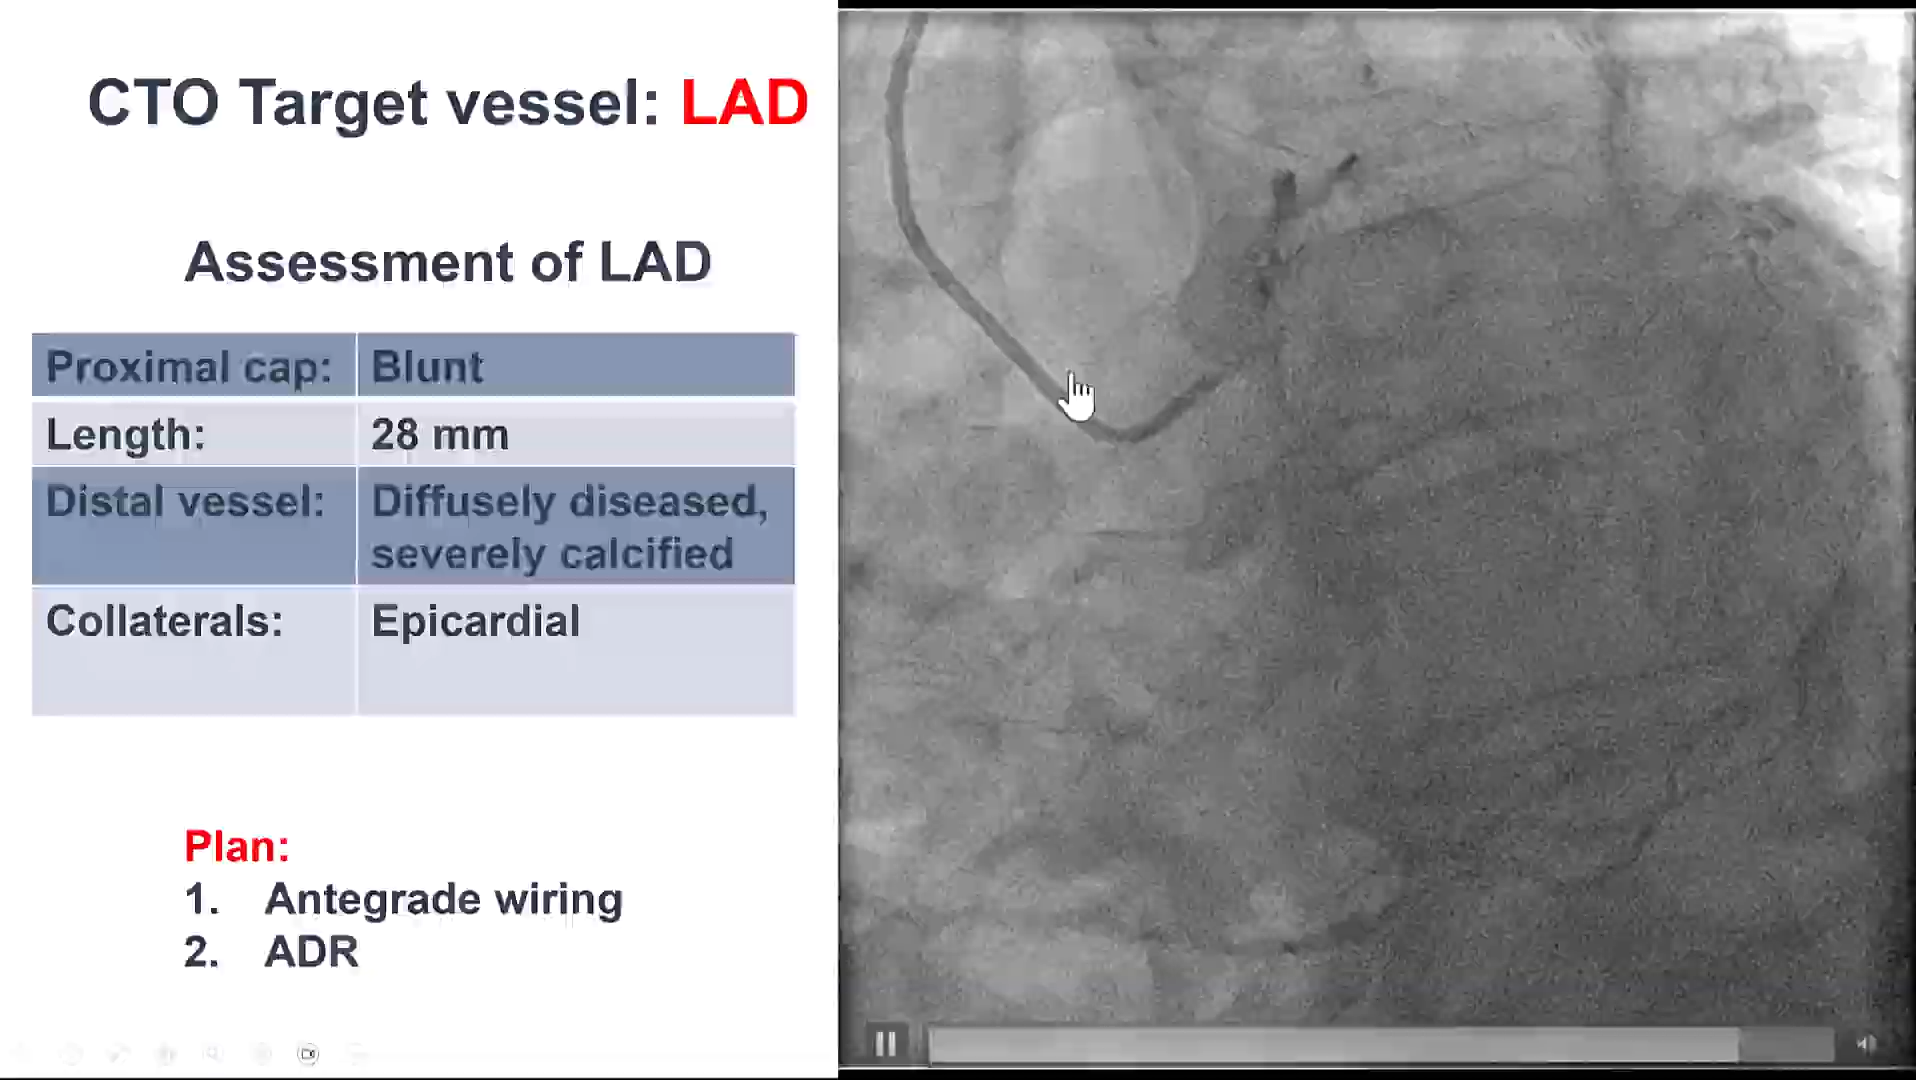 CTO Target vessel: LAD
Assessment of LAD
Proximal cap: Blunt
Length: 28 mm
Distal vessel: Diffusely diseased,
severely calcified
Collaterals: Epicardial
Plan:
1. Antegrade wiring
2. ADR